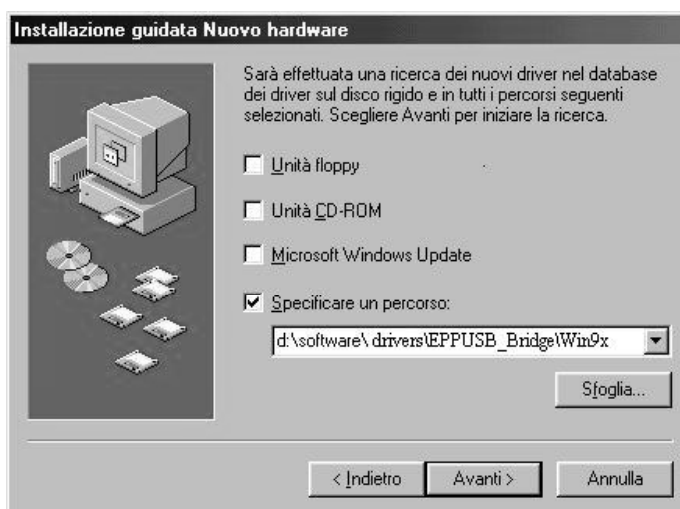 Installazione guidata Nuovo hardware
Sarà effettuata una ricerca dei nuovi driver nel database
dei driver sul disco rigido e in tutti i percorsi seguenti
selezionati. Scegliere Avanti per iniziare la ricerca.
Unità floppy
Unità CD-ROM
Microsoft Windows Update
Specificare un percorso:
d:\software\ drivers\EPPUSB_Bridge\Win9x
Sfoglia...
< Indietro Avanti > Annulla